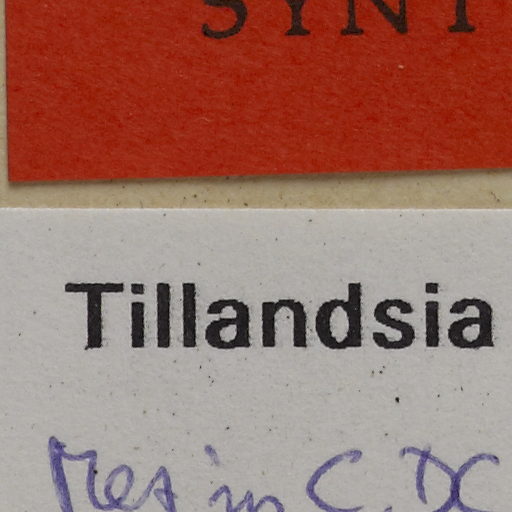 SYNT
Tillandsia
Mez in C.DC